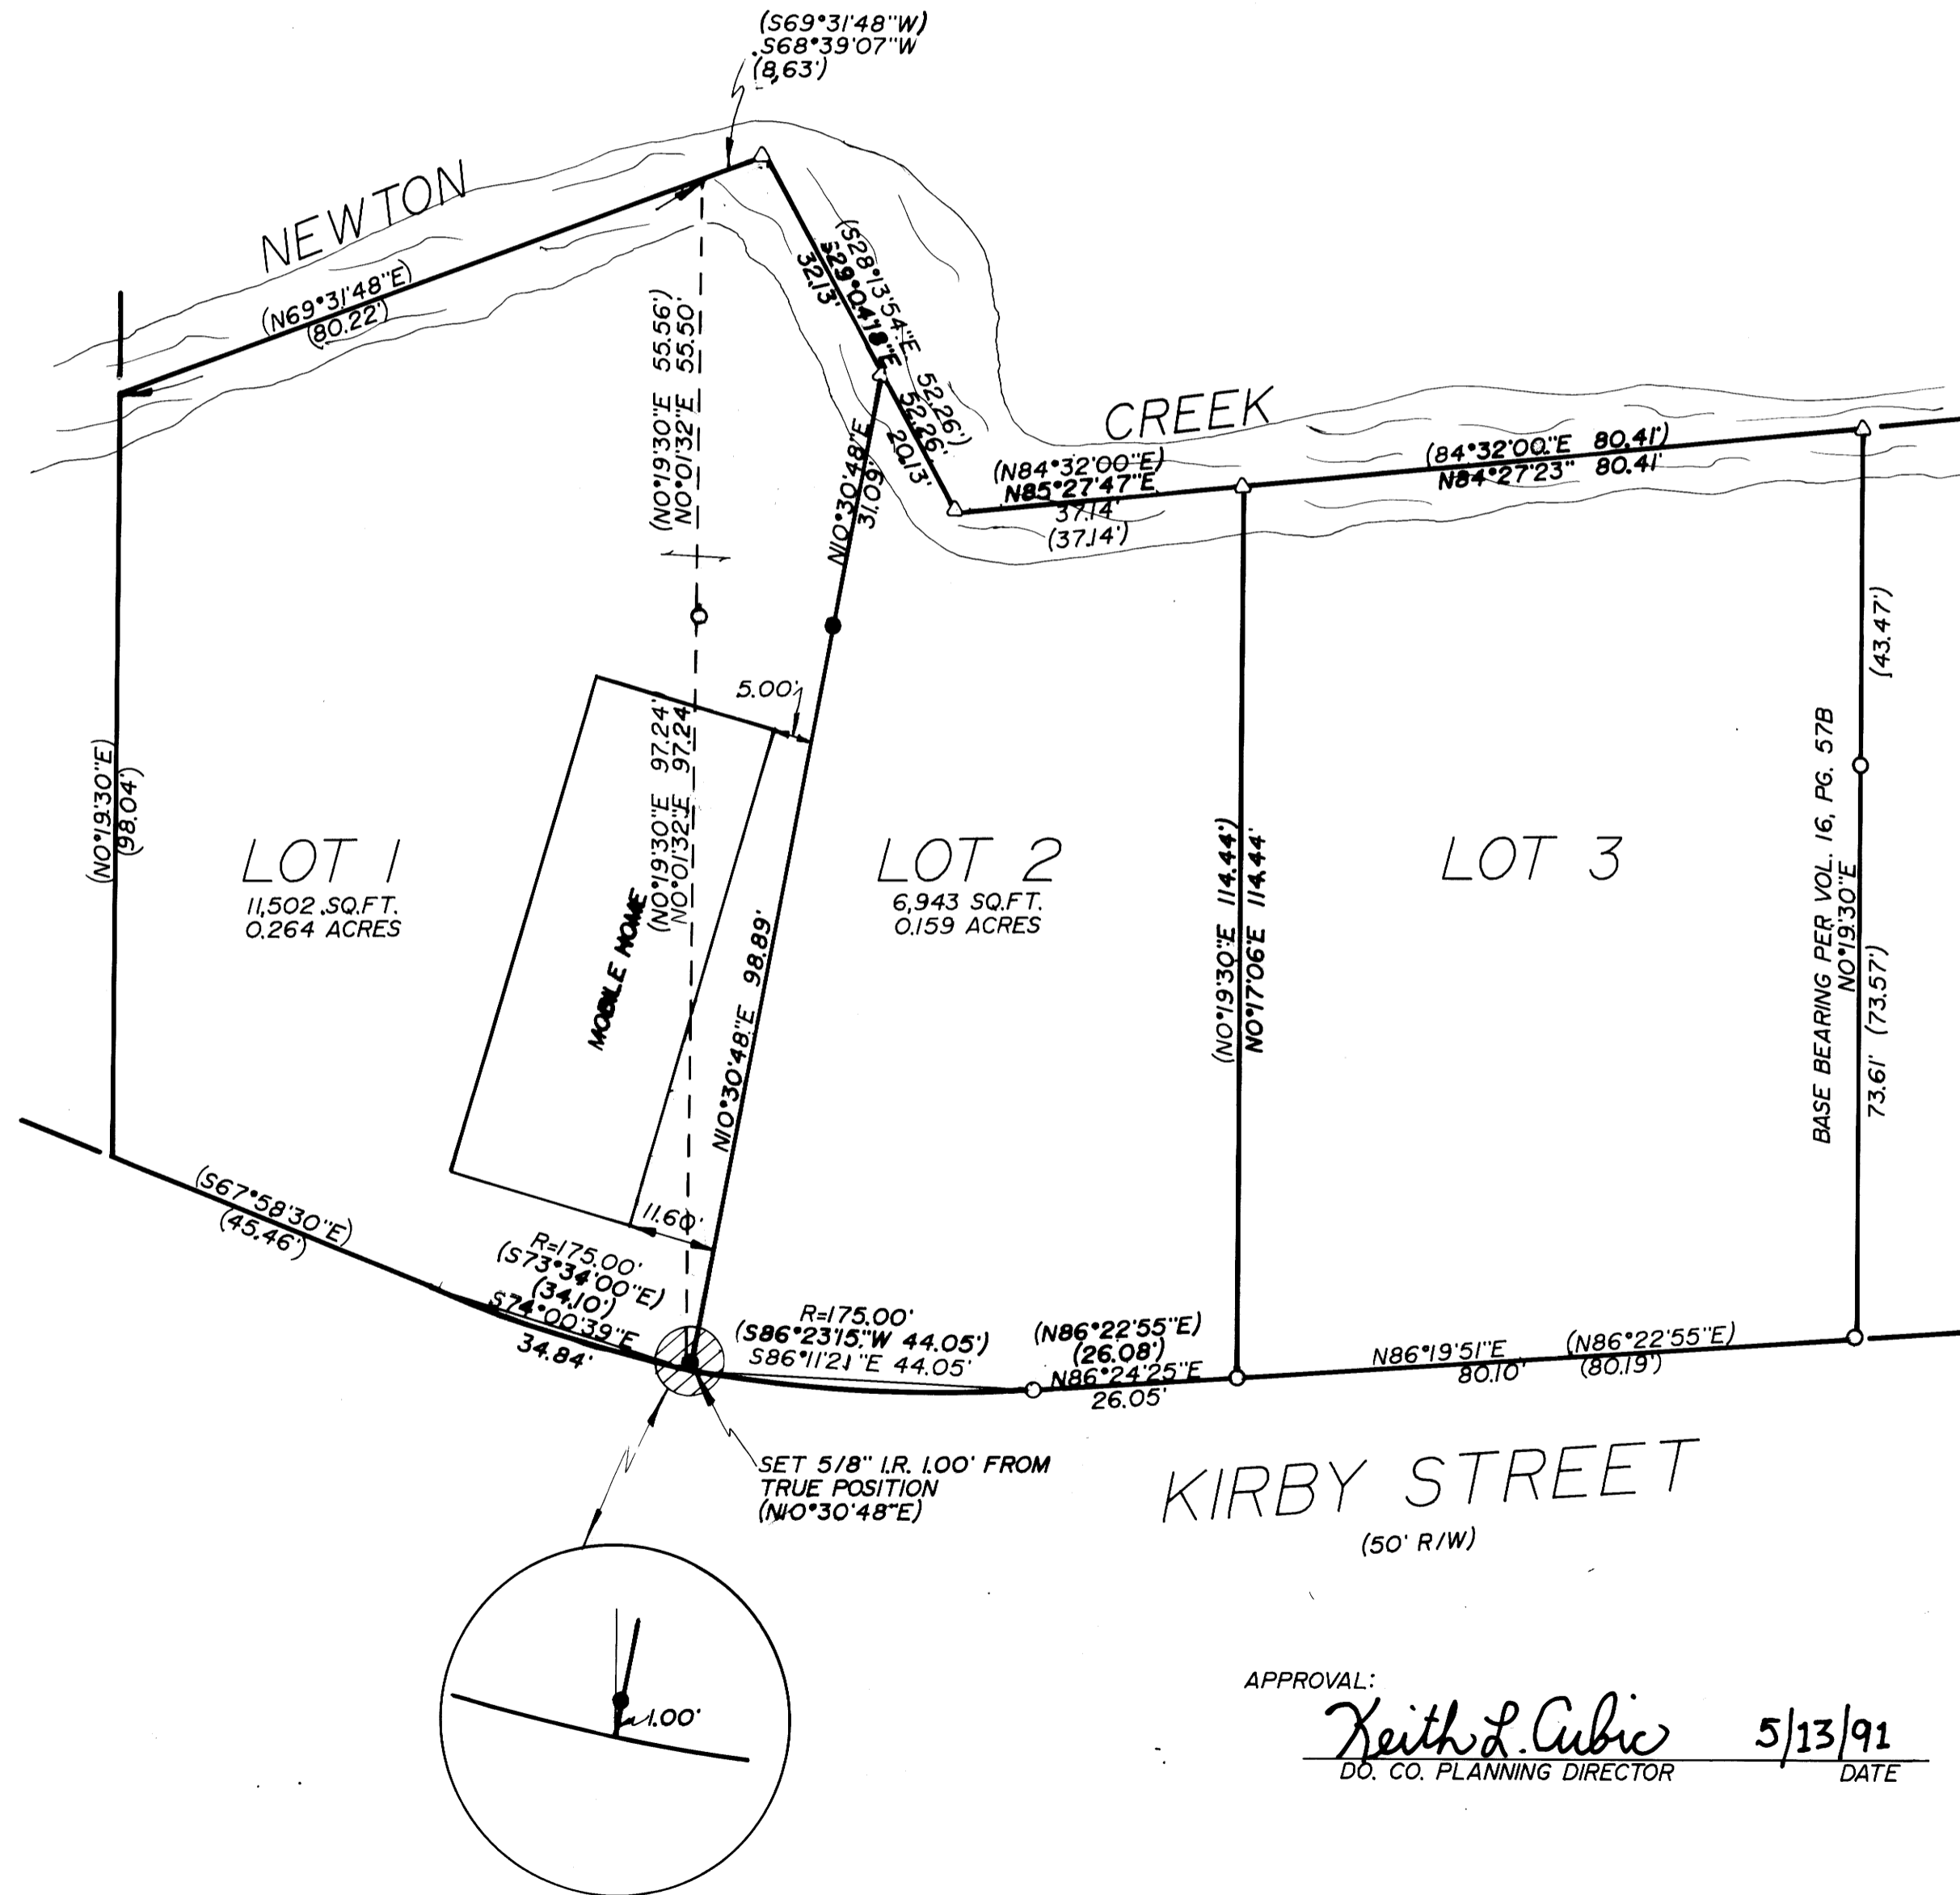 (S69°31'48"W)
S68°39'07"W
(8.63')
NEWTON
(N69°31'48"E)
(80.22')
(N0°19'30"E 55.56')
N0°01'32"E 55.50'
(S28°13'54"E 52.26')
52.26'
32.13'
20.13'
N10°30'48"E
31.09'
CREEK
(N84°32'00"E)
N85°27'47"E
37.14'
(37.14')
(84°32'00"E 80.41')
N84°27'23" 80.41'
(43.47')
5.00'
(N0°19'30"E)
(98.04')
LOT 1
11,502 SQ.FT.
0.264 ACRES
MOBILE HOME
(N0°19'30"E 97.24')
N0°01'32"E 97.24'
N10°30'48"E 98.89'
LOT 2
6,943 SQ.FT.
0.159 ACRES
(N0°19'30"E 114.44')
N0°17'06"E 114.44'
LOT 3
BASE BEARING PER VOL. 16, PG. 57B
N0°19'30"E
73.61' (73.57')
(S67°58'30"E)
(45.46')
11.60'
R=175.00'
(S73°34'00"E)
(34.10')
S74°00'39"E
34.84'
R=175.00'
(S86°23'15"W 44.05')
S86°11'21"E 44.05'
(N86°22'55"E)
(26.08')
N86°24'25"E
26.05'
N86°19'51"E (N86°22'55"E)
80.10' (80.19')
SET 5/8" I.R. 1.00' FROM
TRUE POSITION
(N10°30'48"E)
KIRBY STREET
(50' R/W)
1.00'
APPROVAL:
Keith L. Cubic 5/13/91
DO. CO. PLANNING DIRECTOR DATE